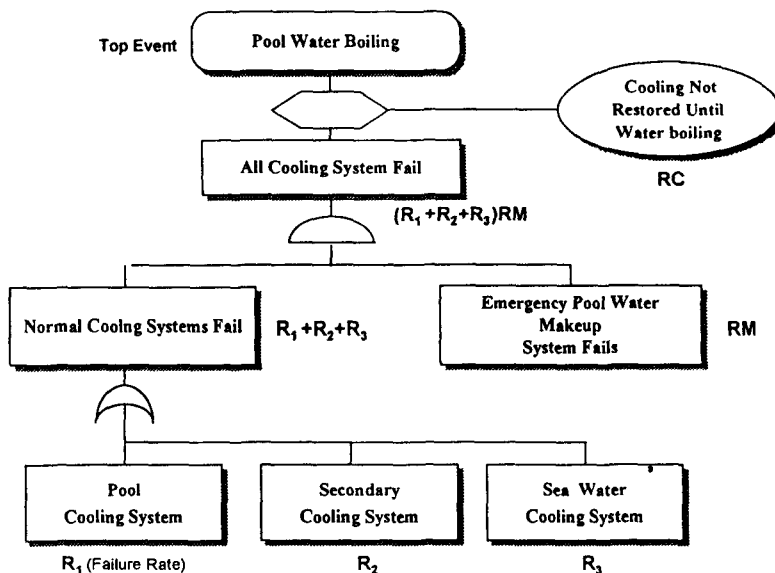 Top Event
Pool Water Boiling
Cooling Not
Restored Until
Water boiling
RC
All Cooling System Fail
(R₁ +R₂+R₃)RM
Normal Coolng Systems Fail
R₁ +R₂+R₃
Emergency Pool Water
Makeup
System Fails
RM
Pool
Cooling System
Secondary
Cooling System
Sea Water
Cooling System
R₁ (Failure Rate)
R₂
R₃